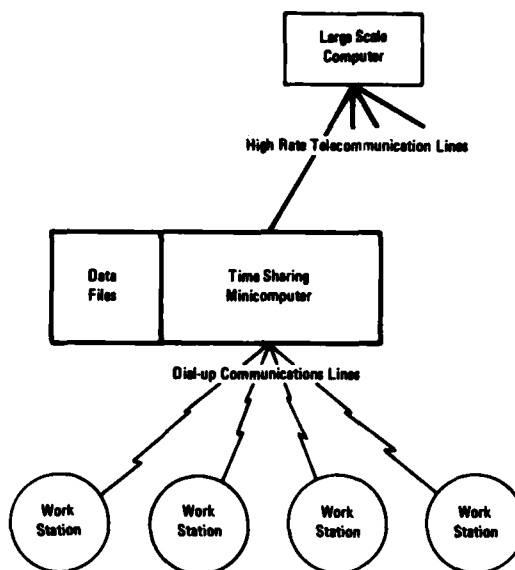 Large Scale
Computer
High Rate Telecommunication Lines
Data
Files
Time Sharing
Minicomputer
Dial-up Communications Lines
Work
Station
Work
Station
Work
Station
Work
Station